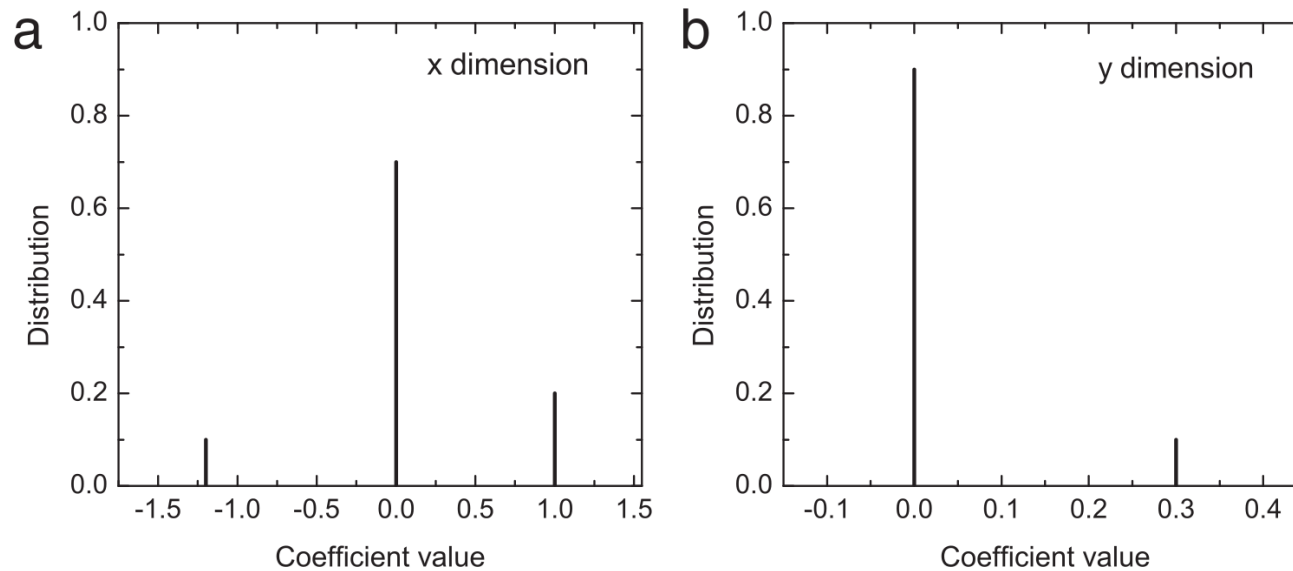 a
x dimension
1.0
0.8
0.6
0.4
0.2
0.0
Distribution
-1.5 -1.0 -0.5 0.0 0.5 1.0 1.5
Coefficient value
b
y dimension
1.0
0.8
0.6
0.4
0.2
0.0
Distribution
-0.1 0.0 0.1 0.2 0.3 0.4
Coefficient value